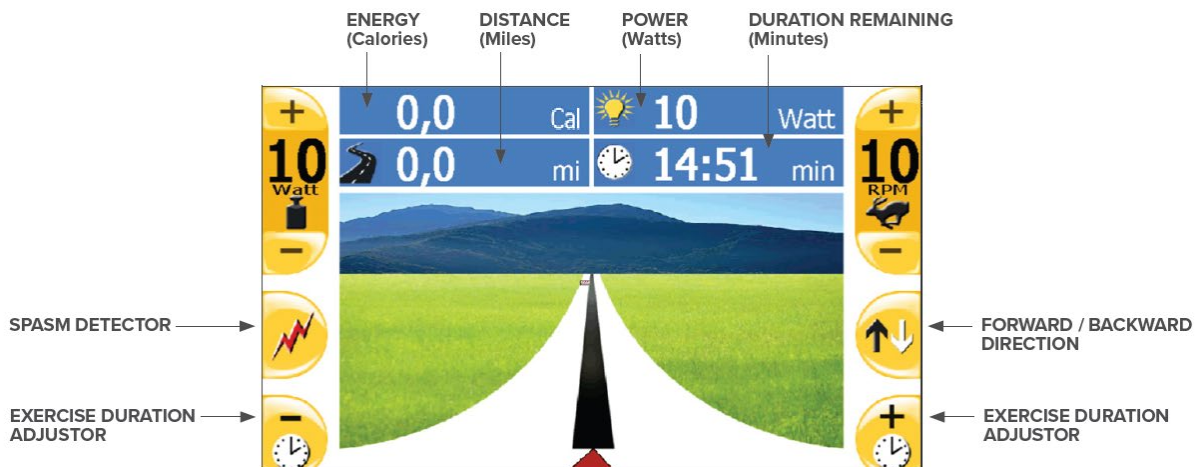 ENERGY
(Calories)
DISTANCE
(Miles)
POWER
(Watts)
DURATION REMAINING
(Minutes)
+
10
Watt
−
0,0 Cal
10 Watt
0,0 mi
14:51 min
+
10
RPM
−
SPASM DETECTOR
FORWARD / BACKWARD
DIRECTION
EXERCISE DURATION
ADJUSTOR
−
+
EXERCISE DURATION
ADJUSTOR